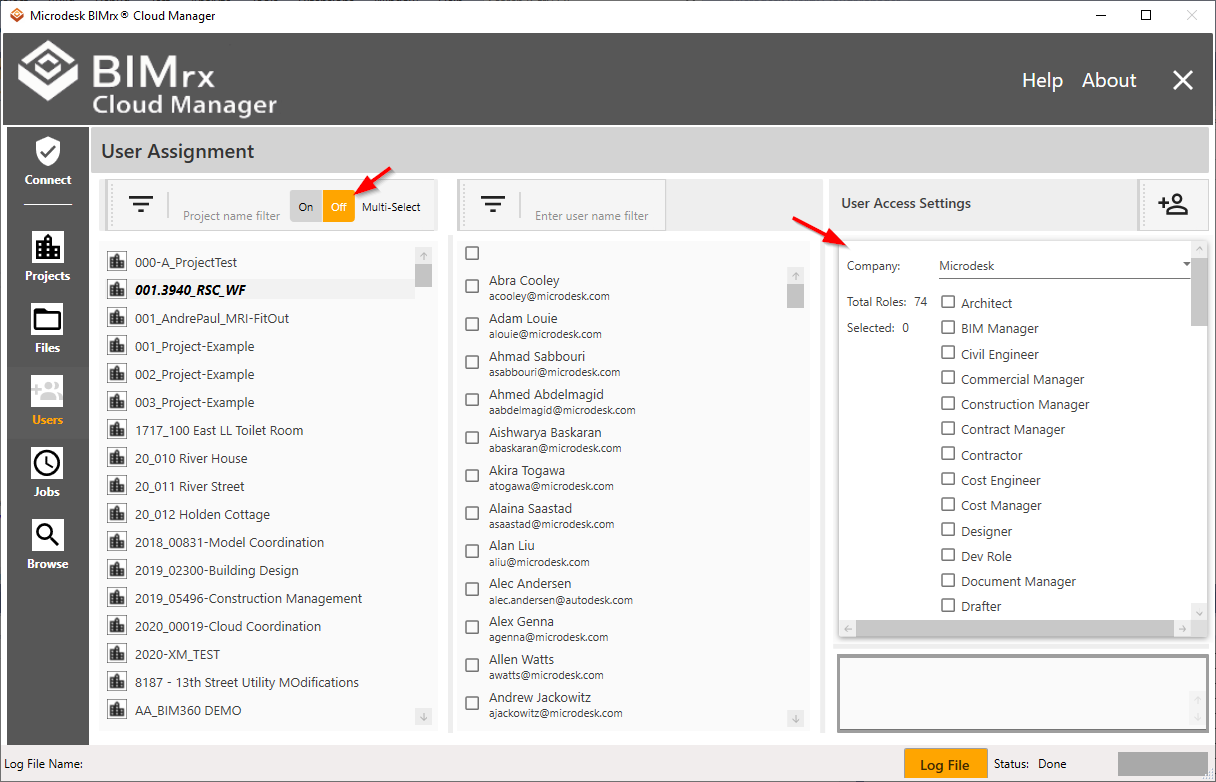 Microdesk BIMrx® Cloud Manager
BIMrx
Cloud Manager
Help About
Connect
Projects
Files
Users
Jobs
Browse
User Assignment
Project name filter
On Off Multi-Select
000-A_ProjectTest
001.3940_RSC_WF
001_AndrePaul_MRI-FitOut
001_Project-Example
002_Project-Example
003_Project-Example
1717_100 East LL Toilet Room
20_010 River House
20_011 River Street
20_012 Holden Cottage
2018_00831-Model Coordination
2019_02300-Building Design
2019_05496-Construction Management
2020_00019-Cloud Coordination
2020-XM_TEST
8187 - 13th Street Utility MOdifications
AA_BIM360 DEMO
Enter user name filter
Abra Cooley
acooley@microdesk.com
Adam Louie
alouie@microdesk.com
Ahmad Sabbouri
asabbouri@microdesk.com
Ahmed Abdelmagid
aabdelmagid@microdesk.com
Aishwarya Baskaran
abaskaran@microdesk.com
Akira Togawa
atogawa@microdesk.com
Alaina Saastad
asaastad@microdesk.com
Alan Liu
aliu@microdesk.com
Alec Andersen
alec.andersen@autodesk.com
Alex Genna
agenna@microdesk.com
Allen Watts
awatts@microdesk.com
Andrew Jackowitz
ajackowitz@microdesk.com
User Access Settings
Company: Microdesk
Total Roles: 74
Selected: 0
Architect
BIM Manager
Civil Engineer
Commercial Manager
Construction Manager
Contract Manager
Contractor
Cost Engineer
Cost Manager
Designer
Dev Role
Document Manager
Drafter
Log File Name:
Log File
Status: Done